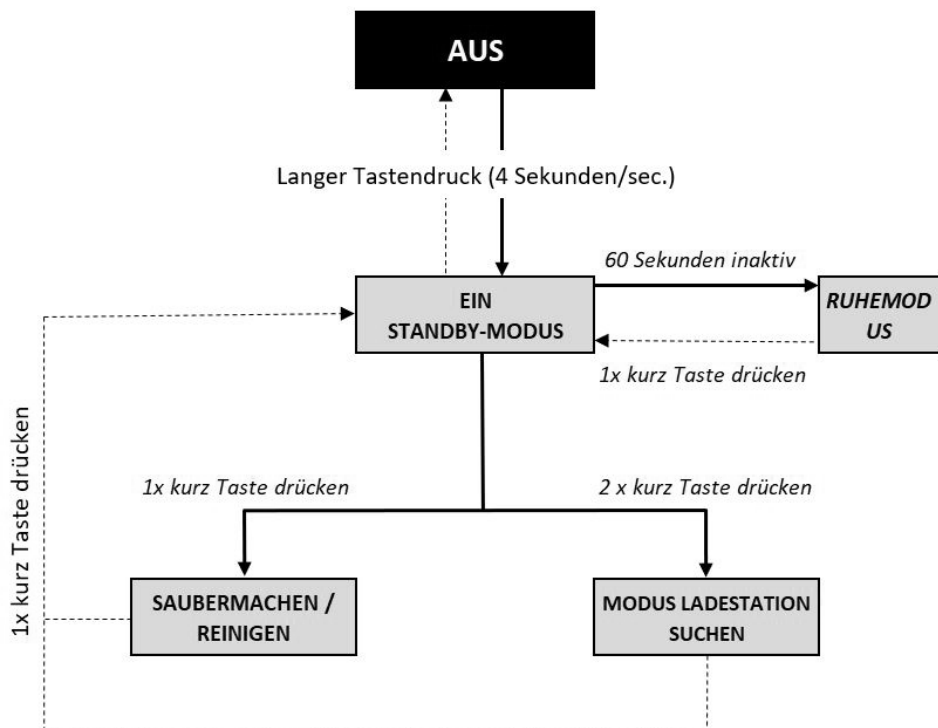 AUS
Langer Tastendruck (4 Sekunden/sec.)
60 Sekunden inaktiv
EIN
STANDBY-MODUS
RUHEMOD
US
1x kurz Taste drücken
1x kurz Taste drücken
1x kurz Taste drücken
2 x kurz Taste drücken
SAUBERMACHEN /
REINIGEN
MODUS LADESTATION
SUCHEN